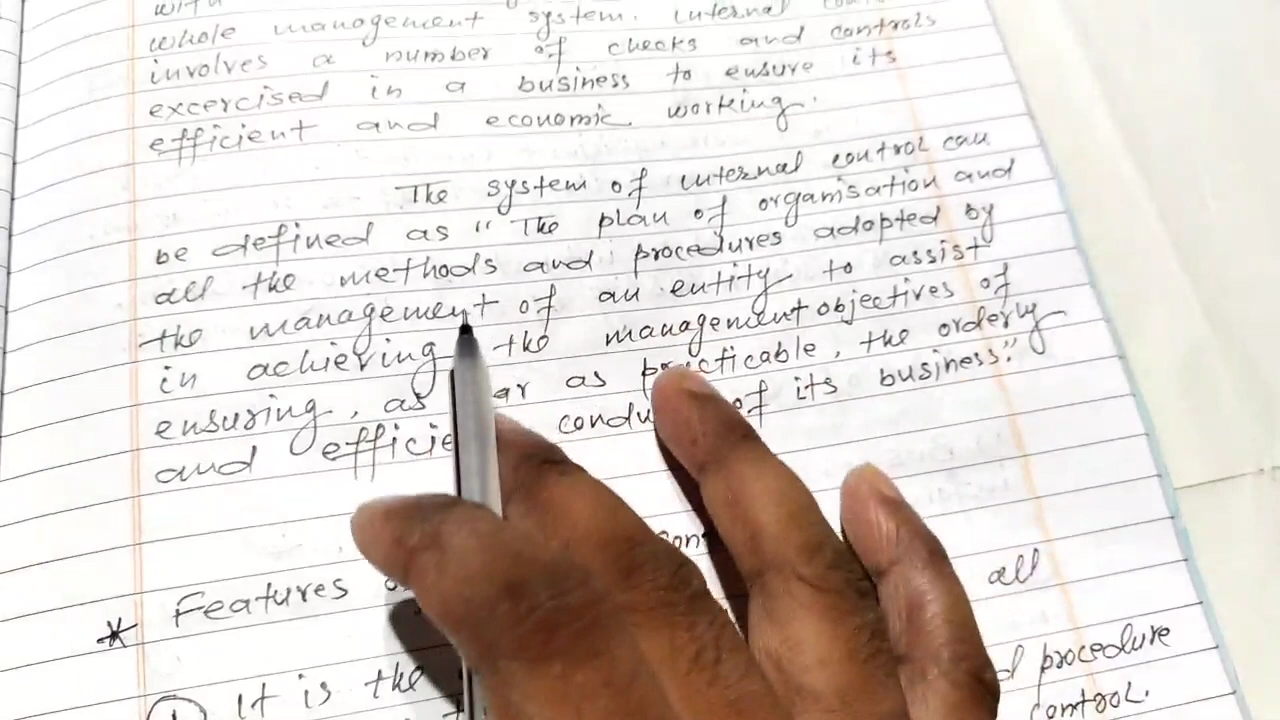 with
whole management system. Internal
involves a number of checks and controls
excercised in a business to ensure its
efficient and economic working.
The system of internal control can
be defined as "The plan of organisation and
all the methods and procedures adopted by
the management of an entity to assist
in achieving the management objectives of
ensuring, as far as practicable, the orderly
and conduct of its business."
* Features all
1 It is the procedure
control.